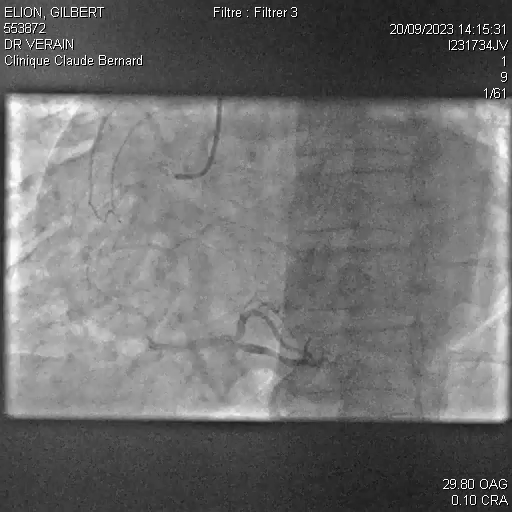 ELION, GILBERT
Filtre : Filtrer 3
553872
20/09/2023 14:15:31
DR VERAIN
I231734JV
Clinique Claude Bernard
1
9
1/61
29.80 OAG
0.10 CRA